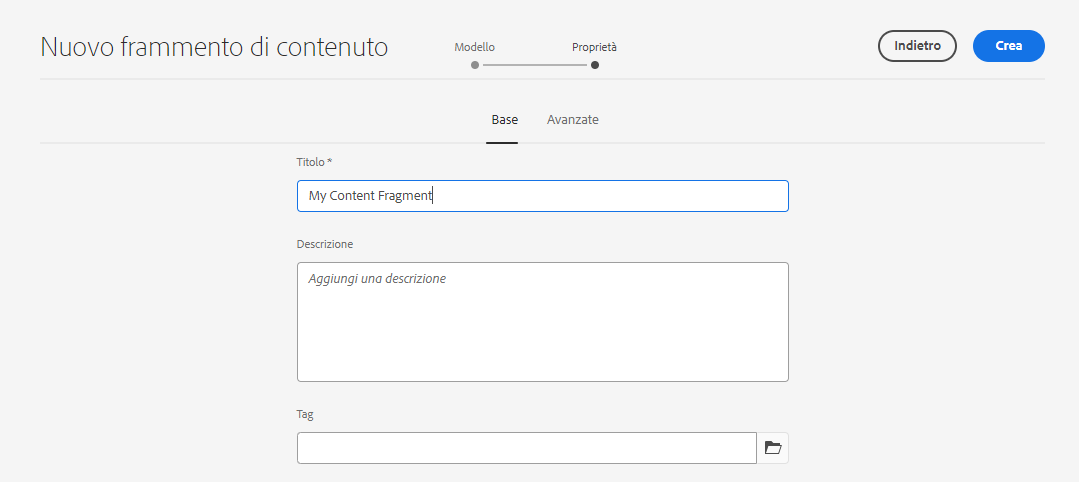 Nuovo frammento di contenuto
Modello
Proprietà
Indietro
Crea
Base
Avanzate
Titolo *
My Content Fragment
Descrizione
Aggiungi una descrizione
Tag